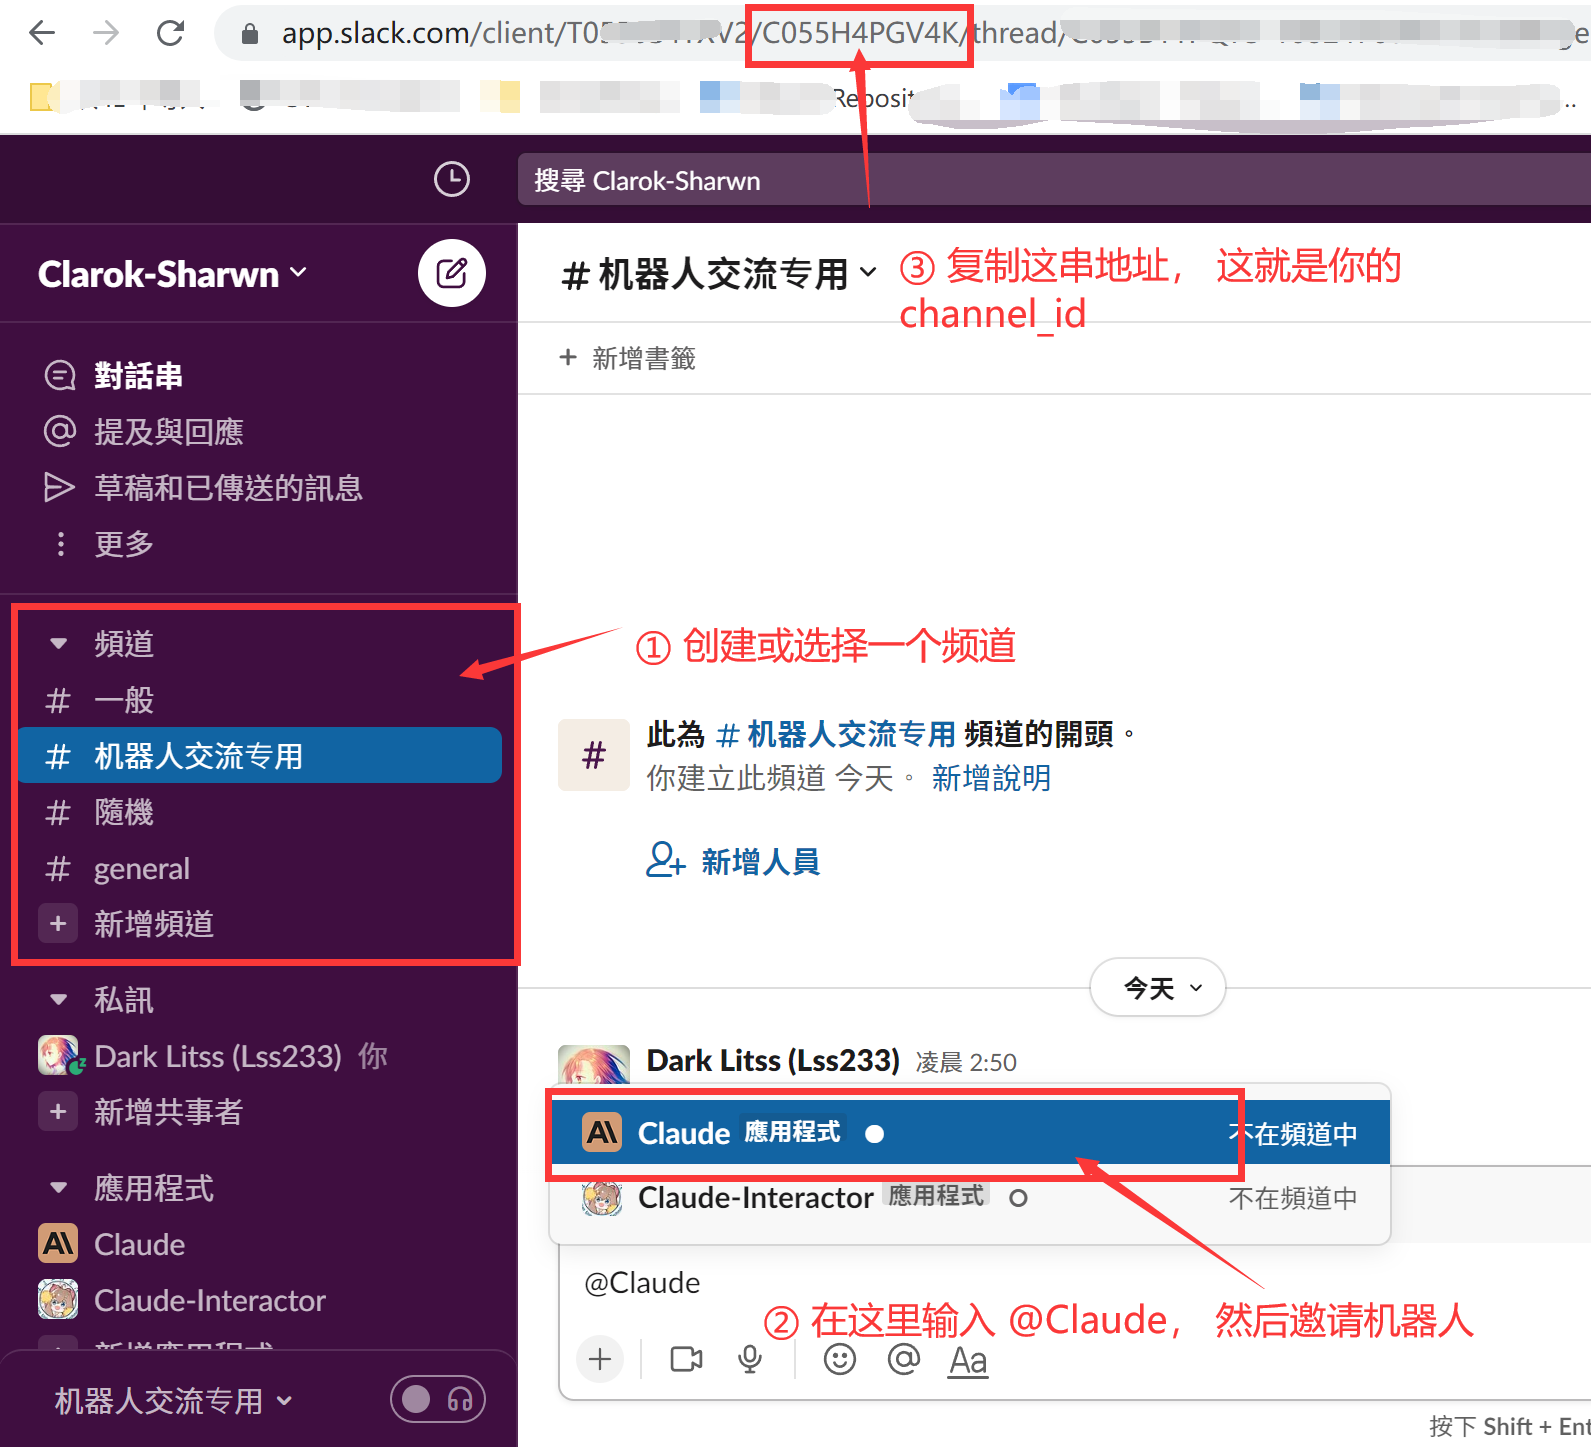 app.slack.com/client/T0 V2/C055H4PGV4K/thread/
Reposit
搜尋 Clarok-Sharwn
Clarok-Sharwn
# 机器人交流专用
③ 复制这串地址， 这就是你的
channel_id
+ 新增書籤
對話串
提及與回應
草稿和已傳送的訊息
更多
頻道
① 创建或选择一个频道
# 一般
# 机器人交流专用
# 隨機
# general
+ 新增頻道
# 此為 # 机器人交流专用 頻道的開頭。
你建立此頻道 今天。 新增說明
新增人員
私訊
今天
Dark Litss (Lss233) 你
+ 新增共事者
Dark Litss (Lss233) 凌晨 2:50
Claude 應用程式 不在頻道中
Claude-Interactor 應用程式 不在頻道中
應用程式
Claude
Claude-Interactor
新增應用程式
@Claude
② 在这里输入 @Claude， 然后邀请机器人
Aa
机器人交流专用
按下 Shift + Ent